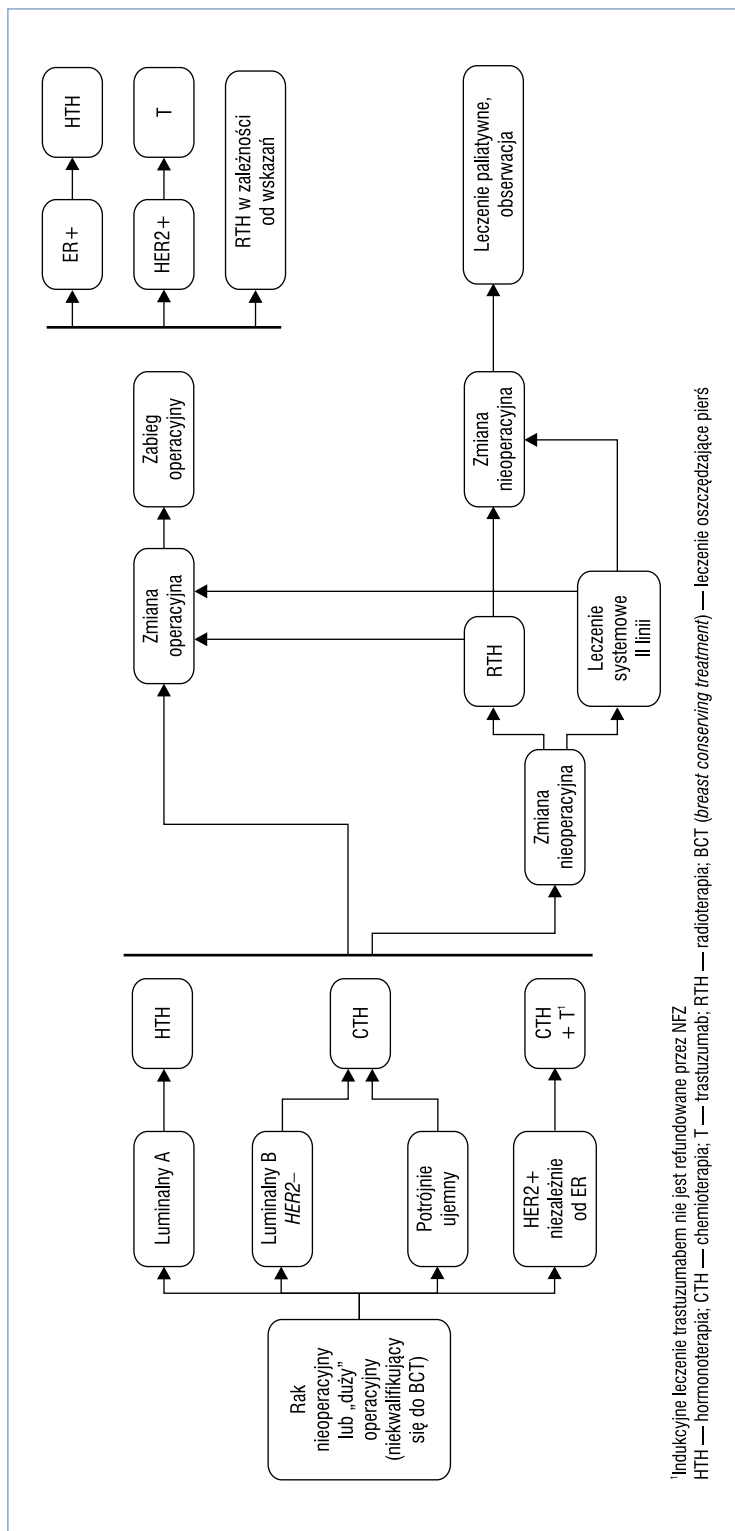 Rak
nieoperacyjny
lub „duży”
operacyjny
(niekwalifikujący
się do BCT)
Luminalny A
HTH
Luminalny B
HER2–
Potrójnie
ujemny
CTH
HER2+
niezależnie
od ER
CTH
+ T¹
Zmiana
operacyjna
Zabieg
operacyjny
Zmiana
nieoperacyjna
RTH
Leczenie
systemowe
II linii
Zmiana
nieoperacyjna
Leczenie paliatywne,
obserwacja
ER+
HTH
HER2+
T
RTH w zależności
od wskazań
¹Indukcyjne leczenie trastuzumabem nie jest refundowane przez NFZ
HTH — hormonoterapia; CTH — chemioterapia; T — trastuzumab; RTH — radioterapia; BCT (breast conserving treatment) — leczenie oszczędzające pierś